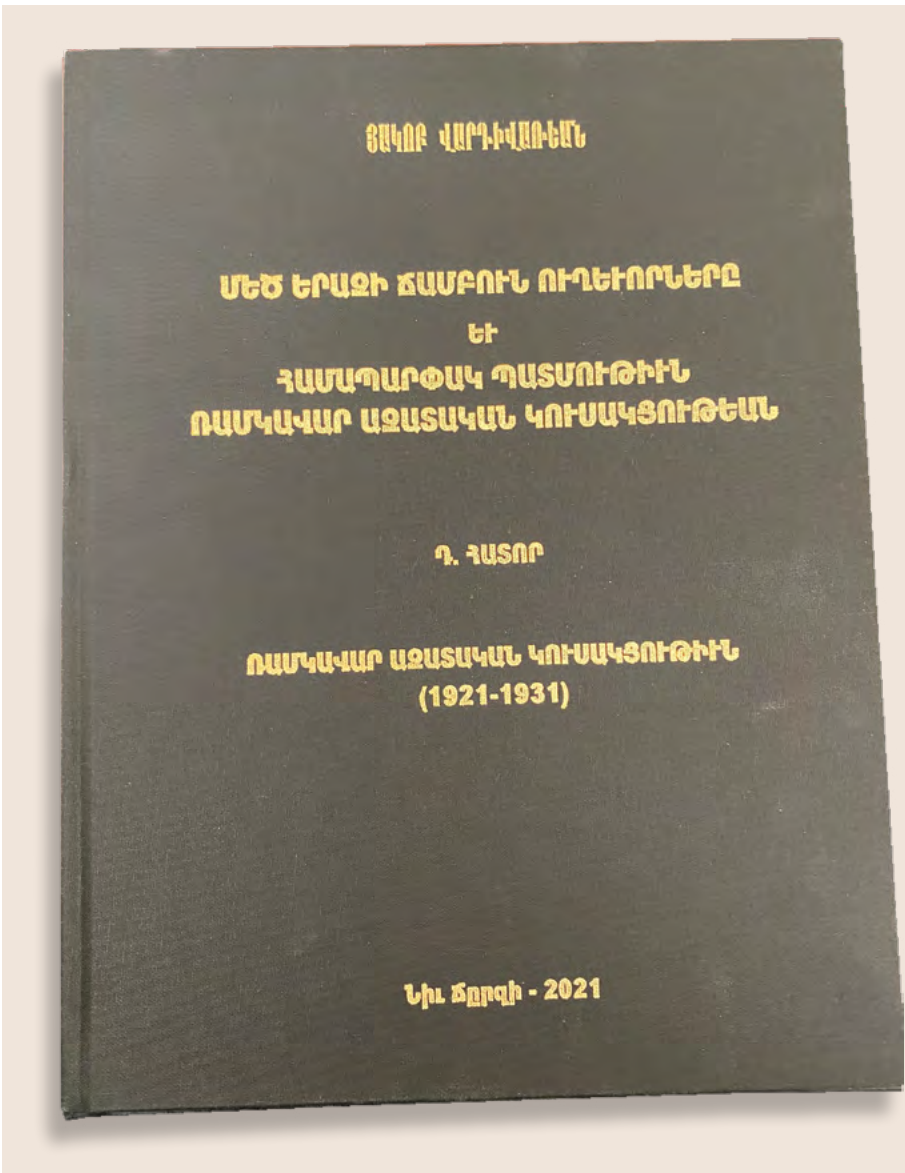 ՅԱԿՈԲ ՎԱՐԴԻՎԱՌԵԱՆ
ՄԵԾ ԵՐԱԶԻ ՃԱՄԲՈՒՆ ՈՒՂԵՒՈՐՆԵՐԸ
ԵՒ
ՀԱՄԱՊԱՐՓԱԿ ՊԱՏՄՈՒԹԻՒՆ
ՌԱՄԿԱՎԱՐ ԱԶԱՏԱԿԱՆ ԿՈՒՍԱԿՑՈՒԹԵԱՆ
Դ. ՀԱՏՈՐ
ՌԱՄԿԱՎԱՐ ԱԶԱՏԱԿԱՆ ԿՈՒՍԱԿՑՈՒԹԻՒՆ
(1921-1931)
Նիւ Ճըրզի - 2021